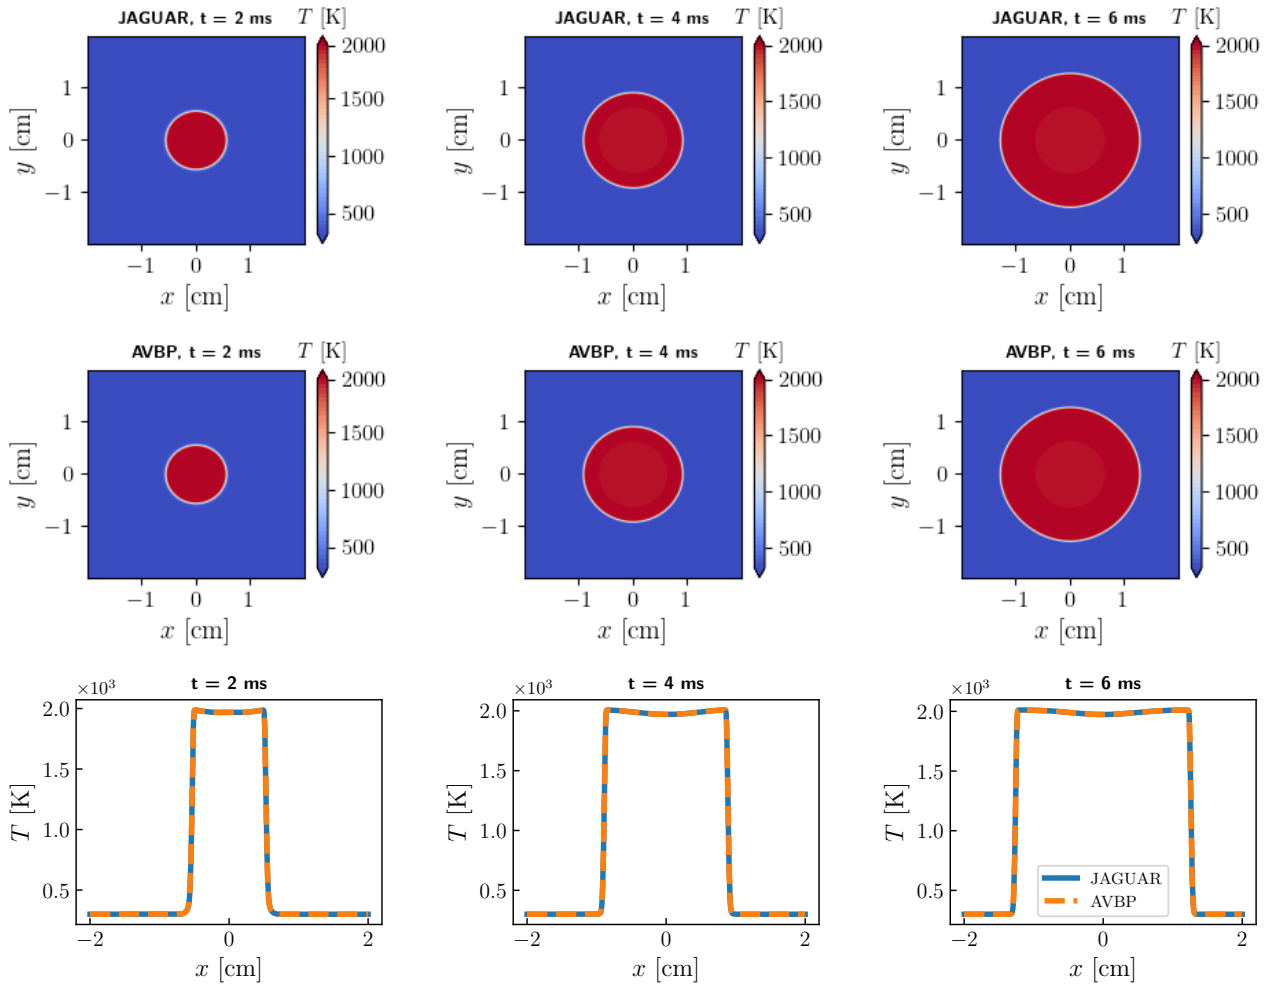 JAGUAR, t = 2 ms T [K]
2000
1500
1000
500
1
0
−1
y [cm]
−1 0 1
x [cm]
JAGUAR, t = 4 ms T [K]
2000
1500
1000
500
1
0
−1
y [cm]
−1 0 1
x [cm]
JAGUAR, t = 6 ms T [K]
2000
1500
1000
500
1
0
−1
y [cm]
−1 0 1
x [cm]
AVBP, t = 2 ms T [K]
2000
1500
1000
500
1
0
−1
y [cm]
−1 0 1
x [cm]
AVBP, t = 4 ms T [K]
2000
1500
1000
500
1
0
−1
y [cm]
−1 0 1
x [cm]
AVBP, t = 6 ms T [K]
2000
1500
1000
500
1
0
−1
y [cm]
−1 0 1
x [cm]
×10³ t = 2 ms
2.0
1.5
1.0
0.5
T [K]
−2 0 2
x [cm]
×10³ t = 4 ms
2.0
1.5
1.0
0.5
T [K]
−2 0 2
x [cm]
×10³ t = 6 ms
2.0
1.5
1.0
0.5
T [K]
JAGUAR
AVBP
−2 0 2
x [cm]